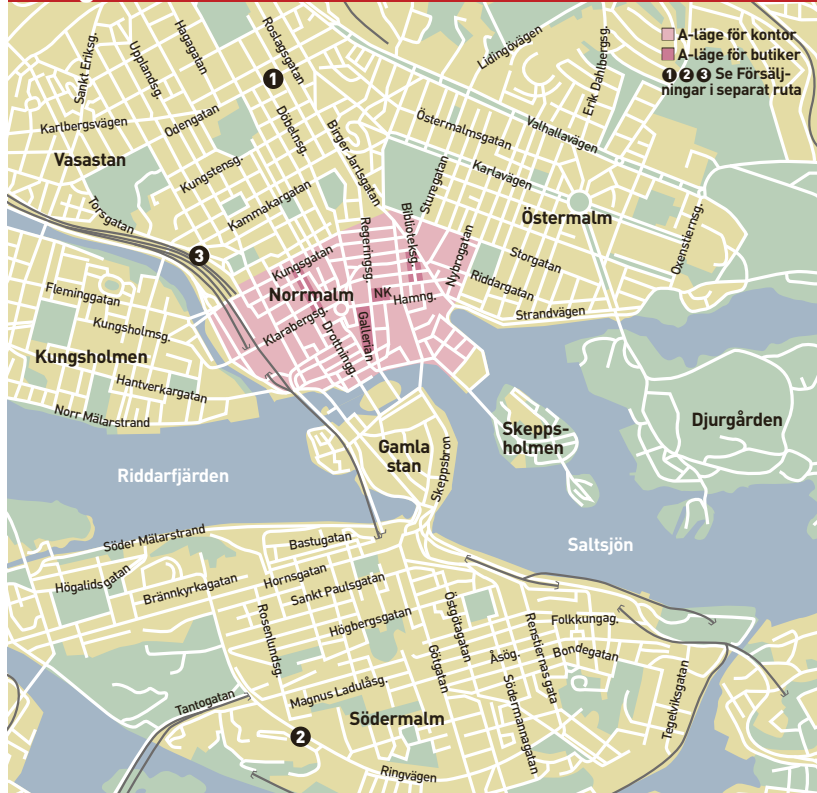 A-läge för kontor
A-läge för butiker
1 2 3 Se Försälj-
ningar i separat ruta
Sankt Eriksg.
Upplandsg.
Hagagatan
Roslagsgatan
1
Lidingövägen
Erik Dahlbergsg.
Karlbergsvägen
Odengatan
Döbelnsg.
Birger Jarlsgatan
Östermalmsgatan
Valhallavägen
Vasastan
Kungstensg.
Karlavägen
Sturegatan
Torsgatan
Kammakargatan
Östermalm
Oxenstiernsg.
3
Kungsgatan
Regeringsg.
Biblioteksg.
Nybrogatan
Storgatan
Riddargatan
Fleminggatan
Norrmalm
NK
Hamng.
Strandvägen
Kungsholmsg.
Klarabergsg.
Drottningg.
Gallerian
Kungsholmen
Hantverkargatan
Norr Mälarstrand
Skepps-
holmen
Djurgården
Gamla
stan
Skeppsbron
Riddarfjärden
Saltsjön
Söder Mälarstrand
Bastugatan
Högalidsgatan
Brännkyrkagatan
Hornsgatan
Sankt Paulsgatan
Rosenlundsg.
Högbergsgatan
Östgötagatan
Götgatan
Renstiernas gata
Folkkungag.
Åsög.
Bondegatan
Tantogatan
Magnus Ladulåsg.
Södermannagatan
Tegelviksgatan
Södermalm
2
Ringvägen